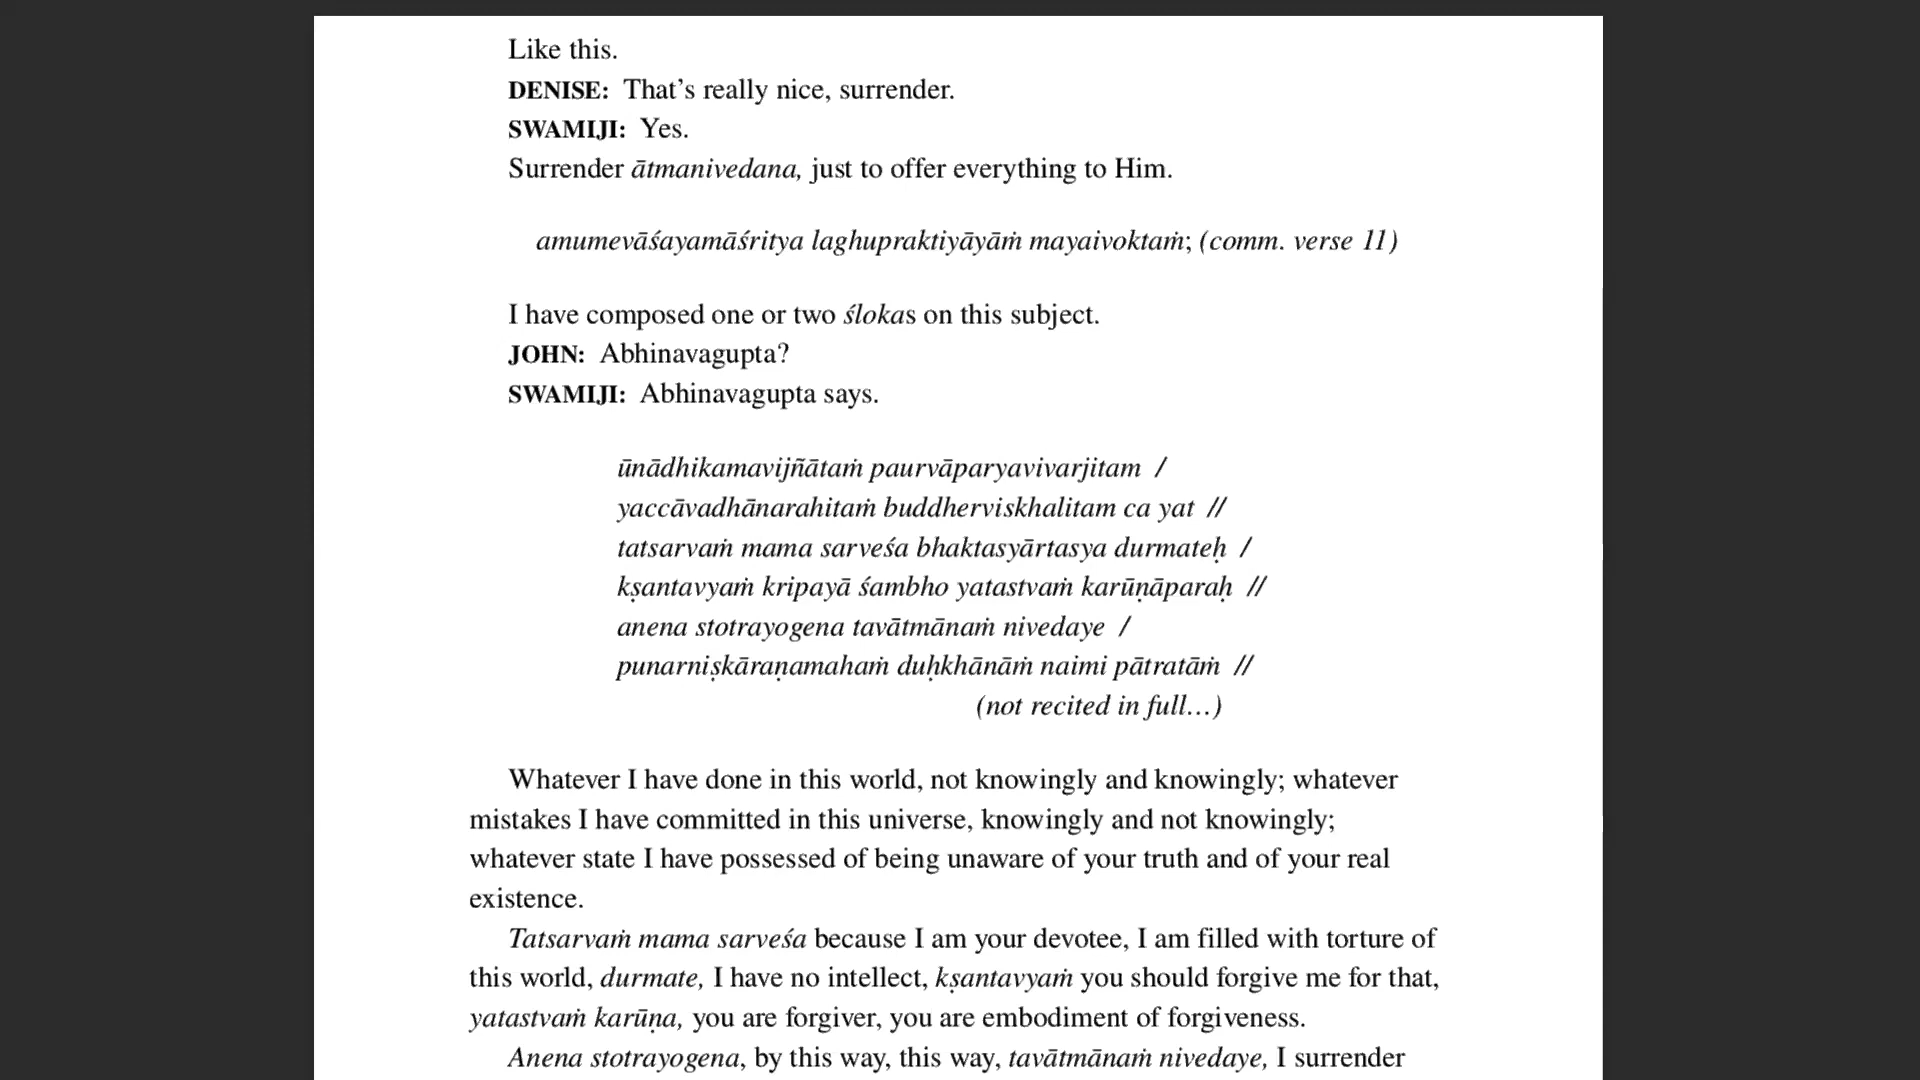 Like this.
DENISE: That's really nice, surrender.
SWAMIJI: Yes.
Surrender ātmanivedana, just to offer everything to Him.
amumevāśayamāśritya laghupraktiyāyāṁ mayaivoktaṁ; (comm. verse 11)
I have composed one or two ślokas on this subject.
JOHN: Abhinavagupta?
SWAMIJI: Abhinavagupta says.
ūnādhikamavijñātaṁ paurvāparyavivarjitam /
yaccāvadhānarahitaṁ buddherviskhalitam ca yat //
tatsarvaṁ mama sarveśa bhaktasyārtasya durmateḥ /
kṣantavyaṁ kripayā śambho yatastvaṁ karūṇāparaḥ //
anena stotrayogena tavātmānaṁ nivedaye /
punarniṣkāraṇamahaṁ duḥkhānāṁ naimi pātratāṁ //
(not recited in full…)
Whatever I have done in this world, not knowingly and knowingly; whatever
mistakes I have committed in this universe, knowingly and not knowingly;
whatever state I have possessed of being unaware of your truth and of your real
existence.
Tatsarvaṁ mama sarveśa because I am your devotee, I am filled with torture of
this world, durmate, I have no intellect, kṣantavyaṁ you should forgive me for that,
yatastvaṁ karūṇa, you are forgiver, you are embodiment of forgiveness.
Anena stotrayogena, by this way, this way, tavātmānaṁ nivedaye, I surrender